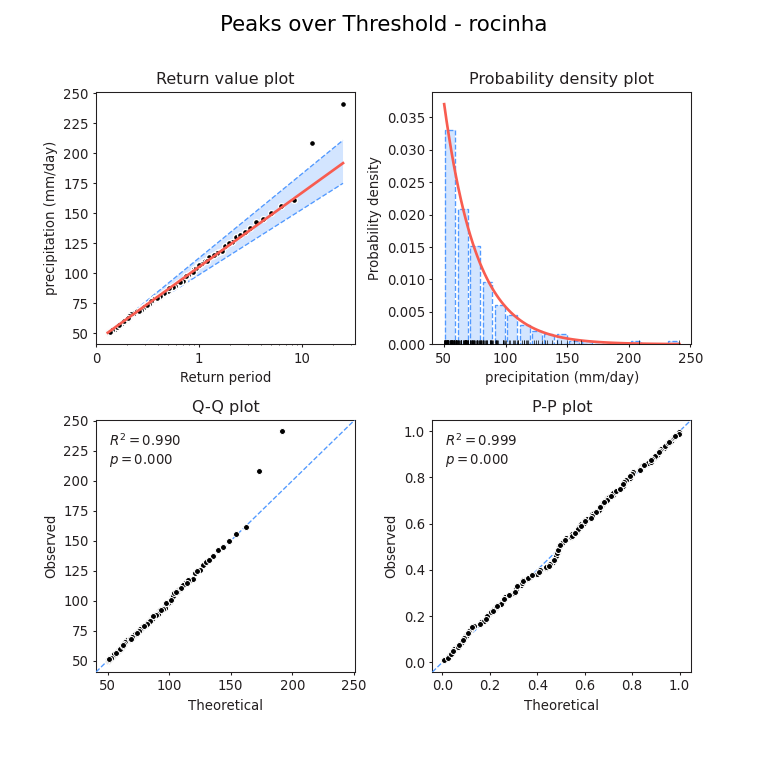 Peaks over Threshold - rocinha
Return value plot
precipitation (mm/day)
250
225
200
175
150
125
100
75
50
0 1 10
Return period
Probability density plot
Probability density
0.035
0.030
0.025
0.020
0.015
0.010
0.005
0.000
50 100 150 200 250
precipitation (mm/day)
Q-Q plot
R² = 0.990
p = 0.000
Observed
250
225
200
175
150
125
100
75
50
50 100 150 200 250
Theoretical
P-P plot
R² = 0.999
p = 0.000
Observed
1.0
0.8
0.6
0.4
0.2
0.0
0.0 0.2 0.4 0.6 0.8 1.0
Theoretical